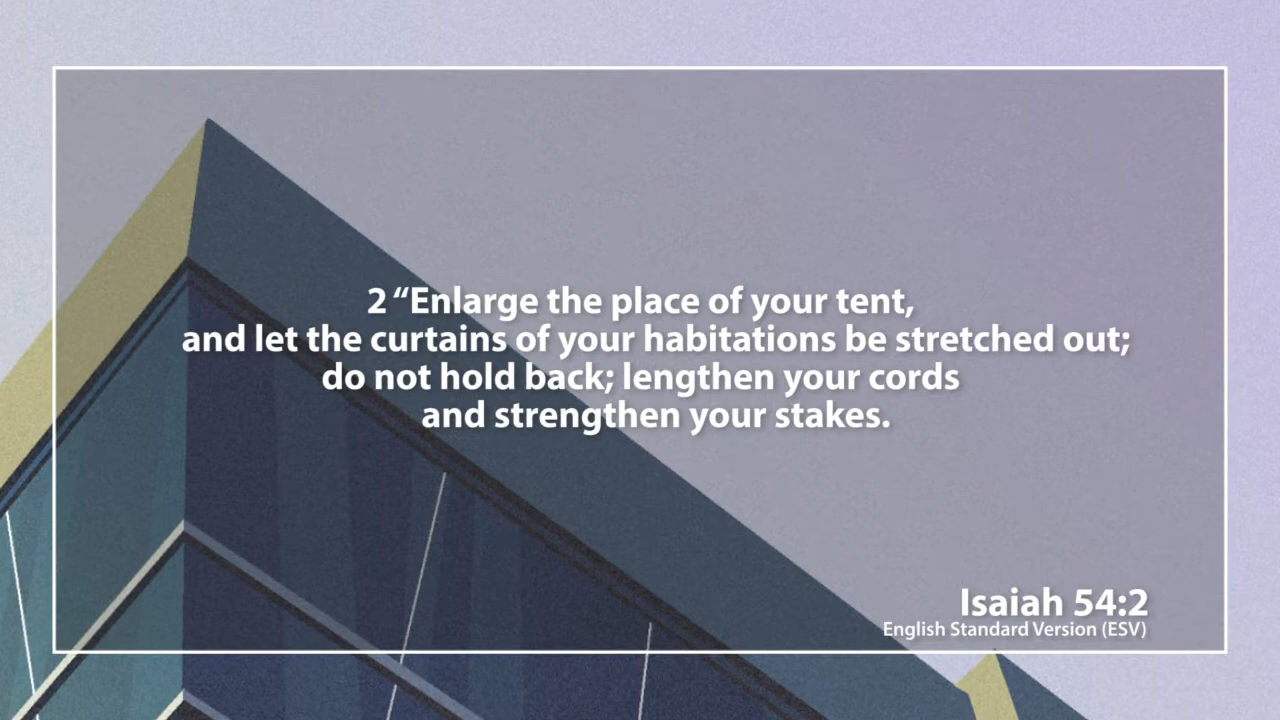 2 “Enlarge the place of your tent,
and let the curtains of your habitations be stretched out;
do not hold back; lengthen your cords
and strengthen your stakes.
Isaiah 54:2
English Standard Version (ESV)